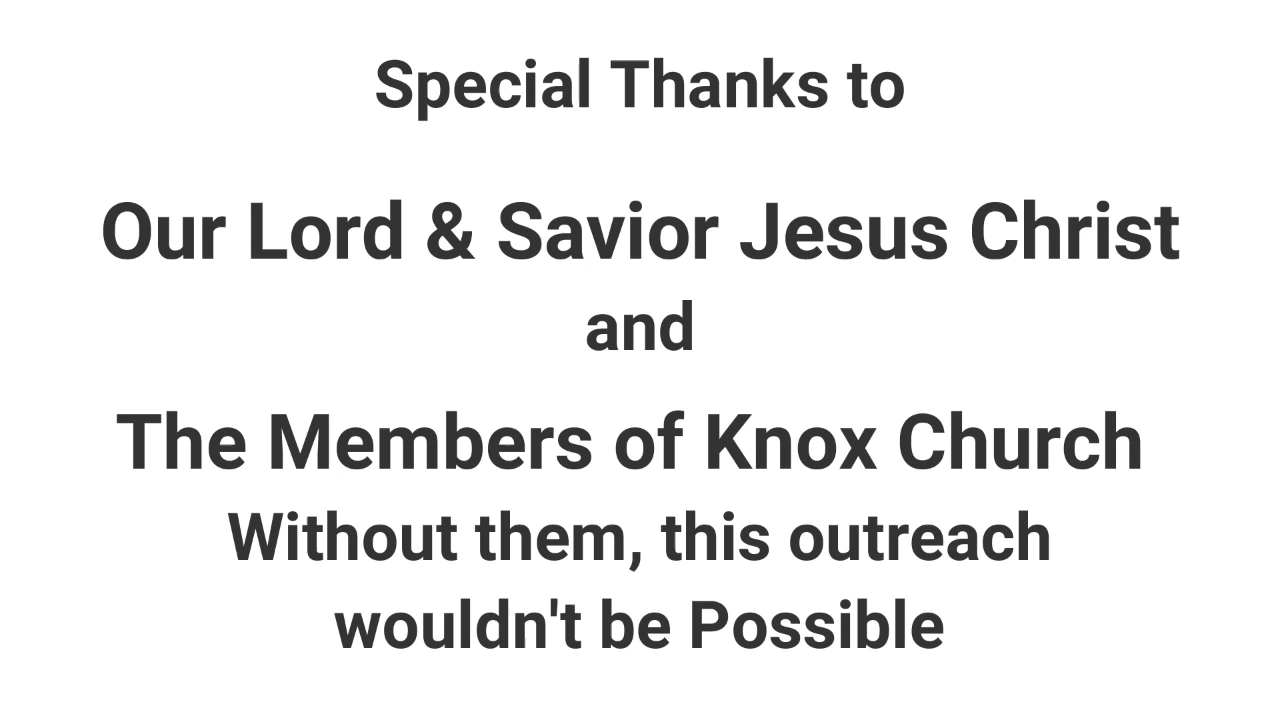 Special Thanks to
Our Lord & Savior Jesus Christ
and
The Members of Knox Church
Without them, this outreach
wouldn't be Possible